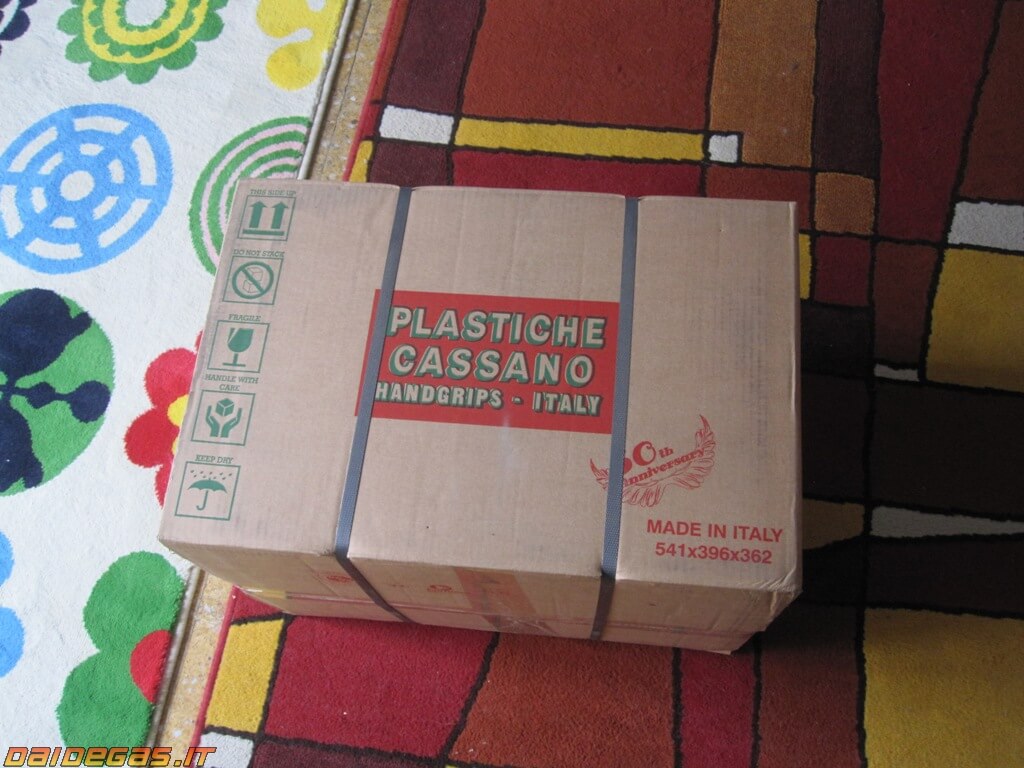 THIS SIDE UP
DO NOT STACK
FRAGILE
HANDLE WITH
CARE
KEEP DRY
PLASTICHE
CASSANO
HANDGRIPS - ITALY
th
anniversary
MADE IN ITALY
541x396x362
DAIDEGAS.IT